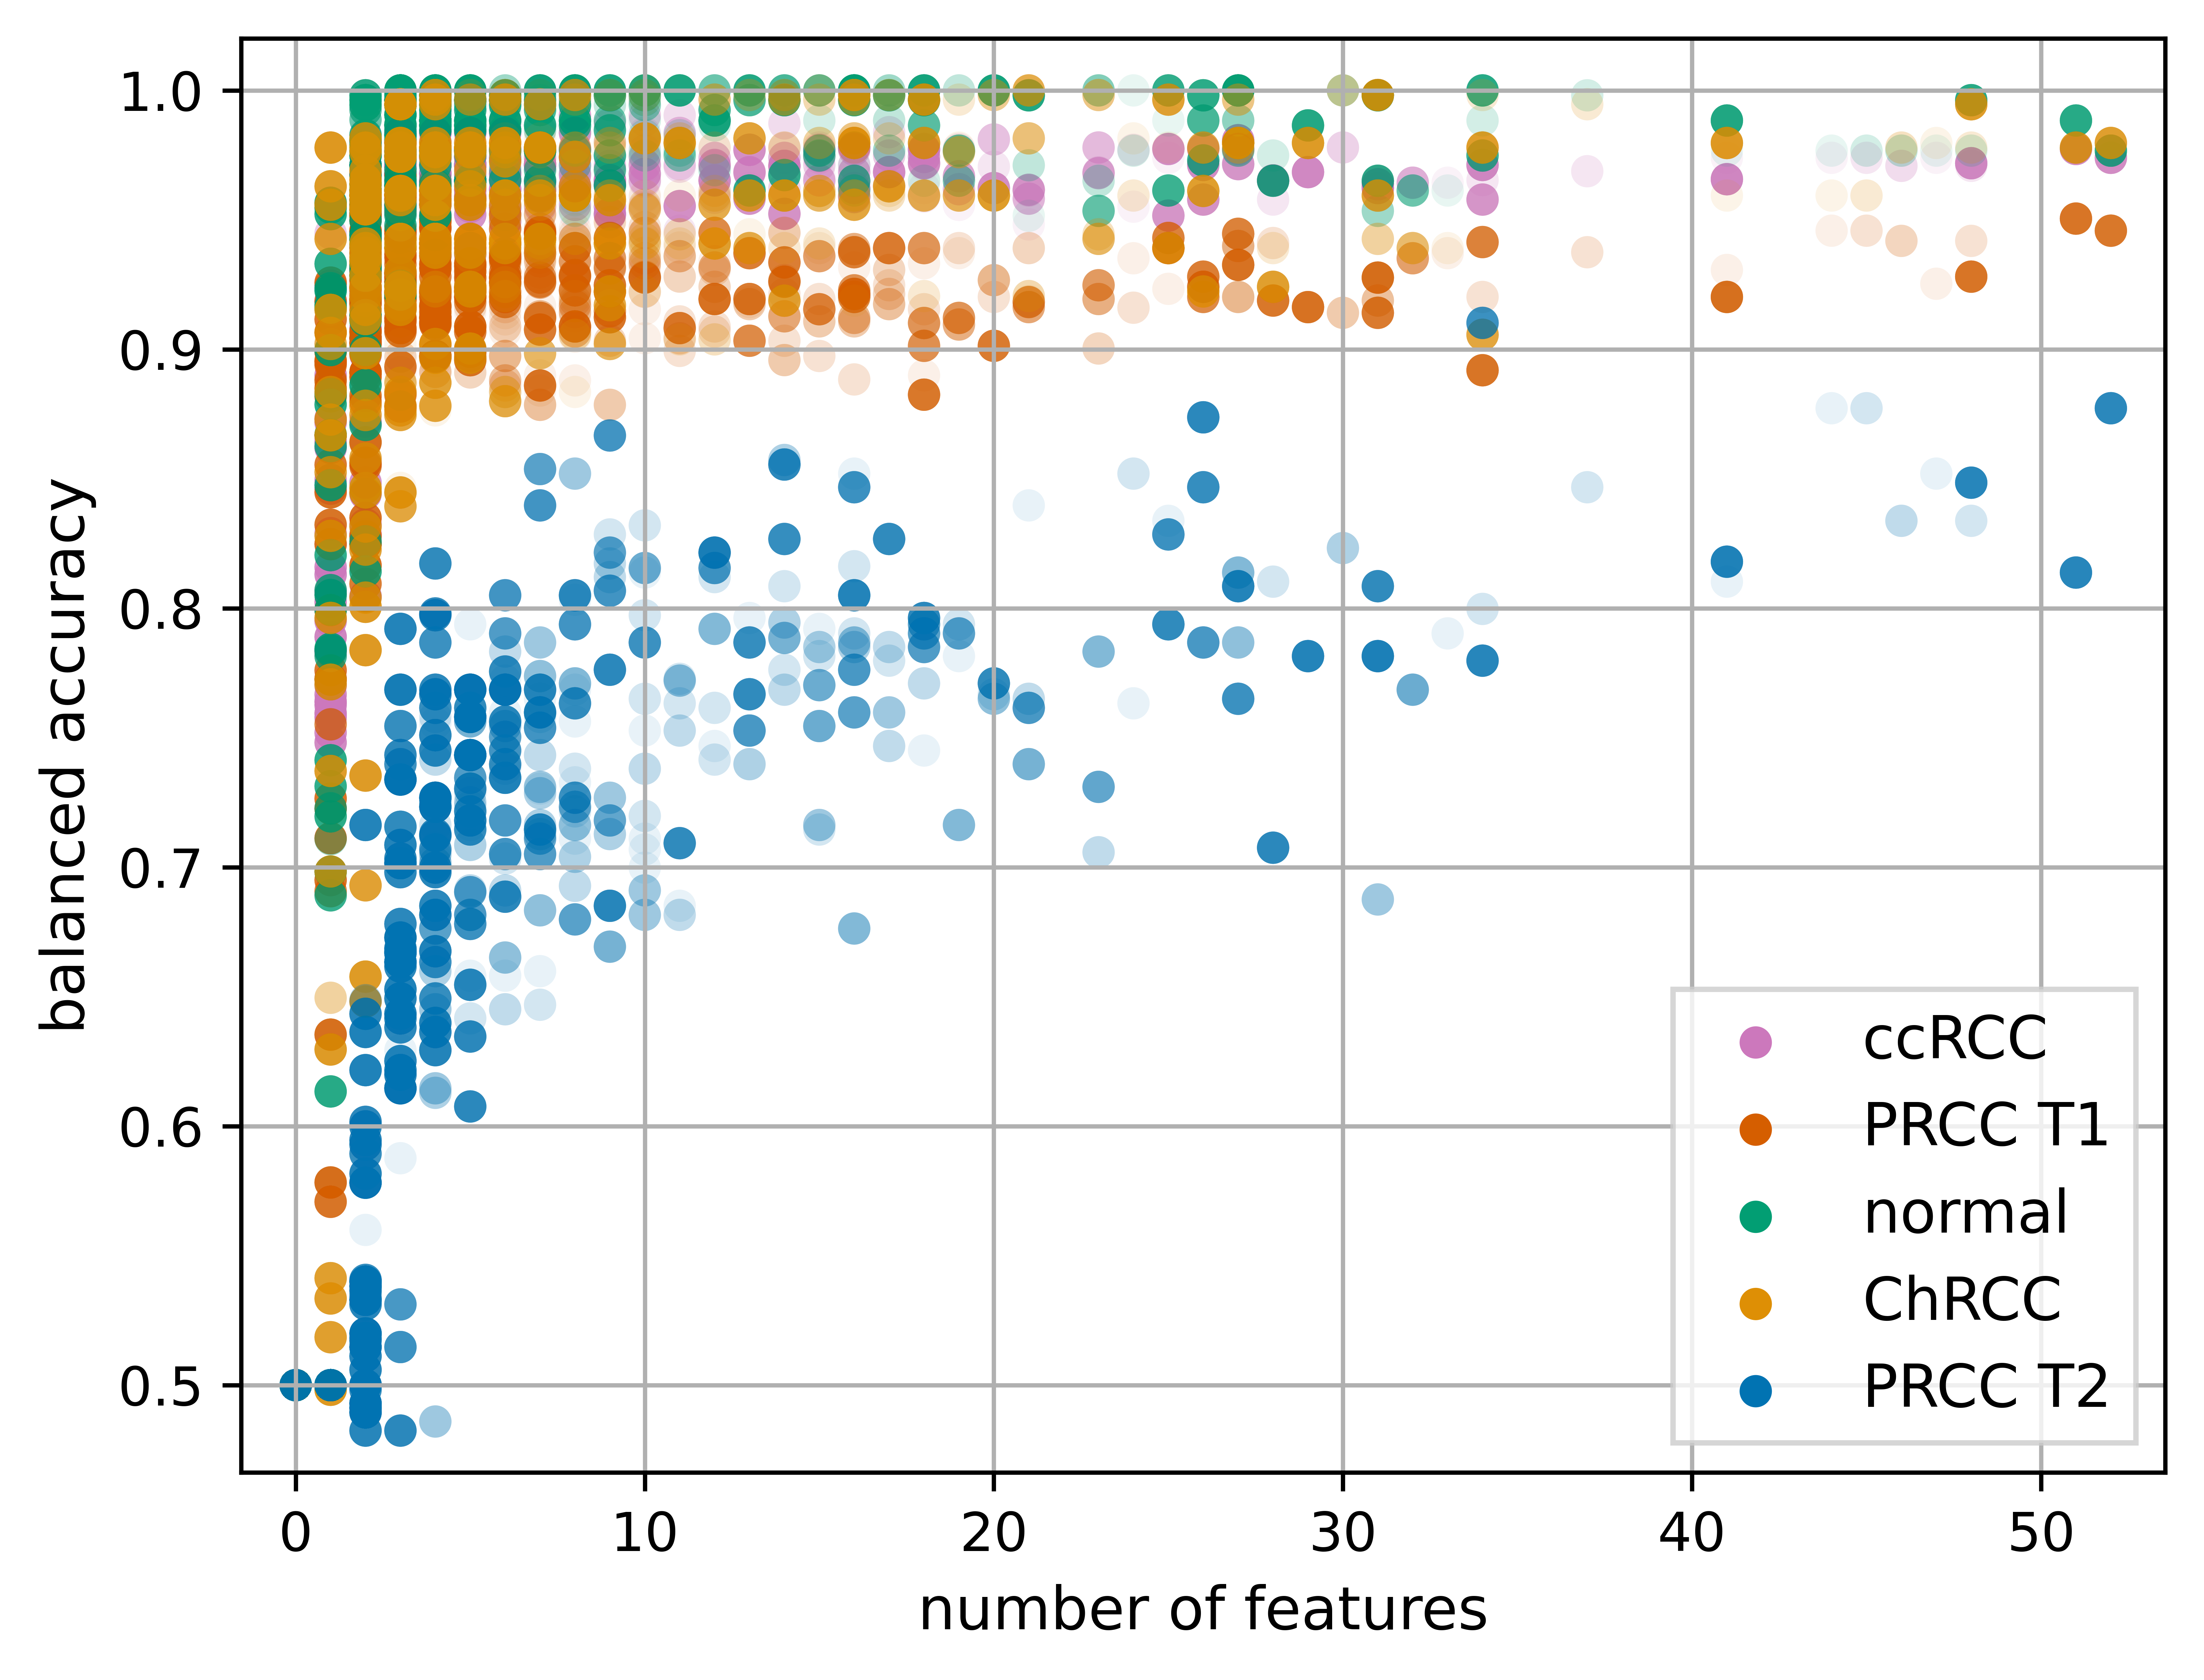 1.0
0.9
0.8
0.7
0.6
0.5
balanced accuracy
0 10 20 30 40 50
number of features
ccRCC
PRCC T1
normal
ChRCC
PRCC T2